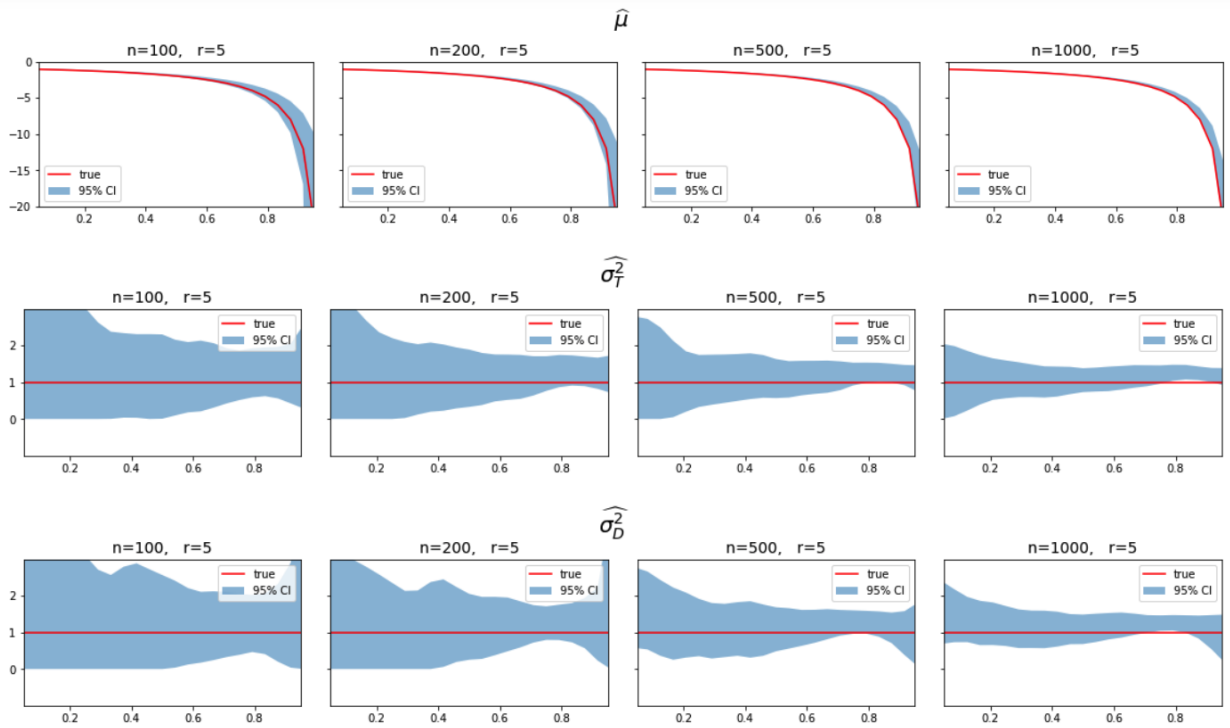 μ̂
n=100, r=5 n=200, r=5 n=500, r=5 n=1000, r=5
0
−5
−10
−15
−20
true true true true
95% CI 95% CI 95% CI 95% CI
0.2 0.4 0.6 0.8 0.2 0.4 0.6 0.8 0.2 0.4 0.6 0.8 0.2 0.4 0.6 0.8
\widehat{σ_T^2}
n=100, r=5 n=200, r=5 n=500, r=5 n=1000, r=5
true true true true
95% CI 95% CI 95% CI 95% CI
2
1
0
0.2 0.4 0.6 0.8 0.2 0.4 0.6 0.8 0.2 0.4 0.6 0.8 0.2 0.4 0.6 0.8
\widehat{σ_D^2}
n=100, r=5 n=200, r=5 n=500, r=5 n=1000, r=5
true true true true
95% CI 95% CI 95% CI 95% CI
2
1
0
0.2 0.4 0.6 0.8 0.2 0.4 0.6 0.8 0.2 0.4 0.6 0.8 0.2 0.4 0.6 0.8